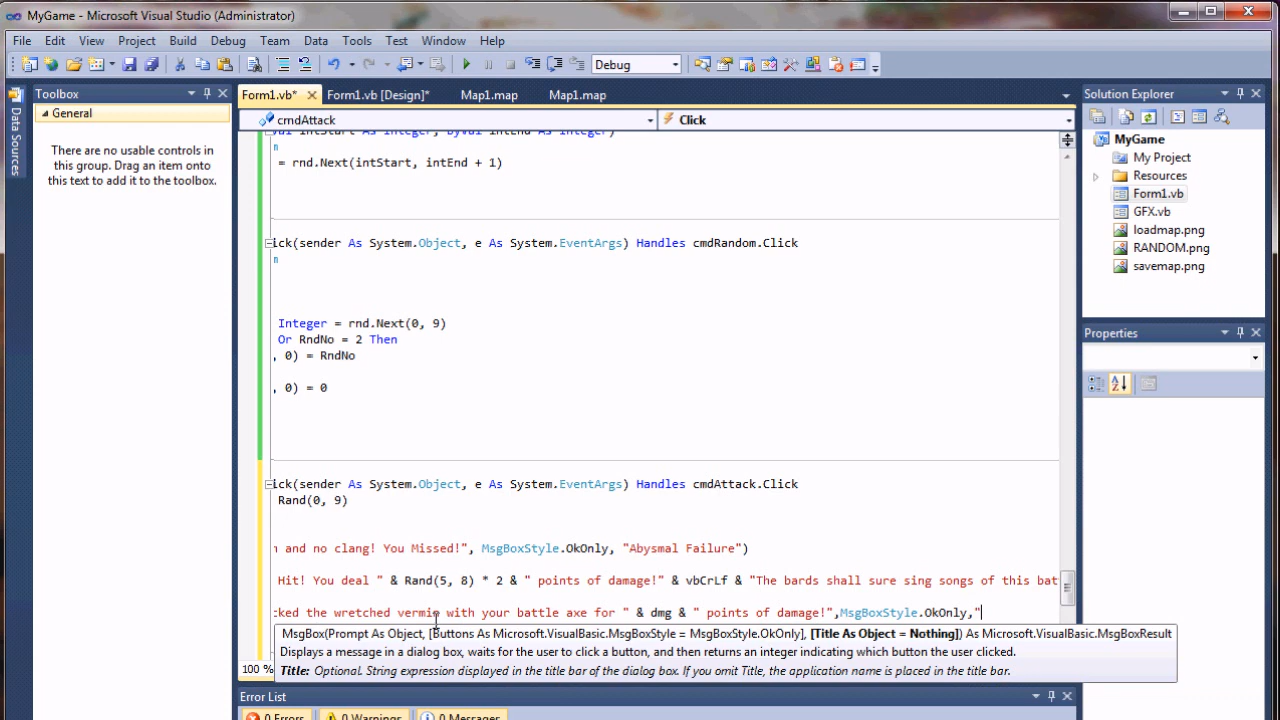 MyGame - Microsoft Visual Studio (Administrator)
File Edit View Project Build Debug Team Data Tools Test Window Help
Debug
Toolbox
General
There are no usable controls in
this group. Drag an item onto
this text to add it to the toolbox.
Data Sources
Form1.vb* Form1.vb [Design]* Map1.map Map1.map
cmdAttack Click
intStart As Integer, ByVal intEnd As Integer)
n
= rnd.Next(intStart, intEnd + 1)
ick(sender As System.Object, e As System.EventArgs) Handles cmdRandom.Click
n
Integer = rnd.Next(0, 9)
Or RndNo = 2 Then
, 0) = RndNo
, 0) = 0
ick(sender As System.Object, e As System.EventArgs) Handles cmdAttack.Click
Rand(0, 9)
n and no clang! You Missed!", MsgBoxStyle.OkOnly, "Abysmal Failure")
Hit! You deal " & Rand(5, 8) * 2 & " points of damage!" & vbCrLf & "The bards shall sure sing songs of this bat
cked the wretched vermin with your battle axe for " & dmg & " points of damage!",MsgBoxStyle.OkOnly,"
MsgBox(Prompt As Object, [Buttons As Microsoft.VisualBasic.MsgBoxStyle = MsgBoxStyle.OkOnly], [Title As Object = Nothing]) As Microsoft.VisualBasic.MsgBoxResult
Displays a message in a dialog box, waits for the user to click a button, and then returns an integer indicating which button the user clicked.
Title: Optional. String expression displayed in the title bar of the dialog box. If you omit Title, the application name is placed in the title bar.
100 %
Error List
0 Errors 0 Warnings 0 Messages
Solution Explorer
MyGame
My Project
Resources
Form1.vb
GFX.vb
loadmap.png
RANDOM.png
savemap.png
Properties